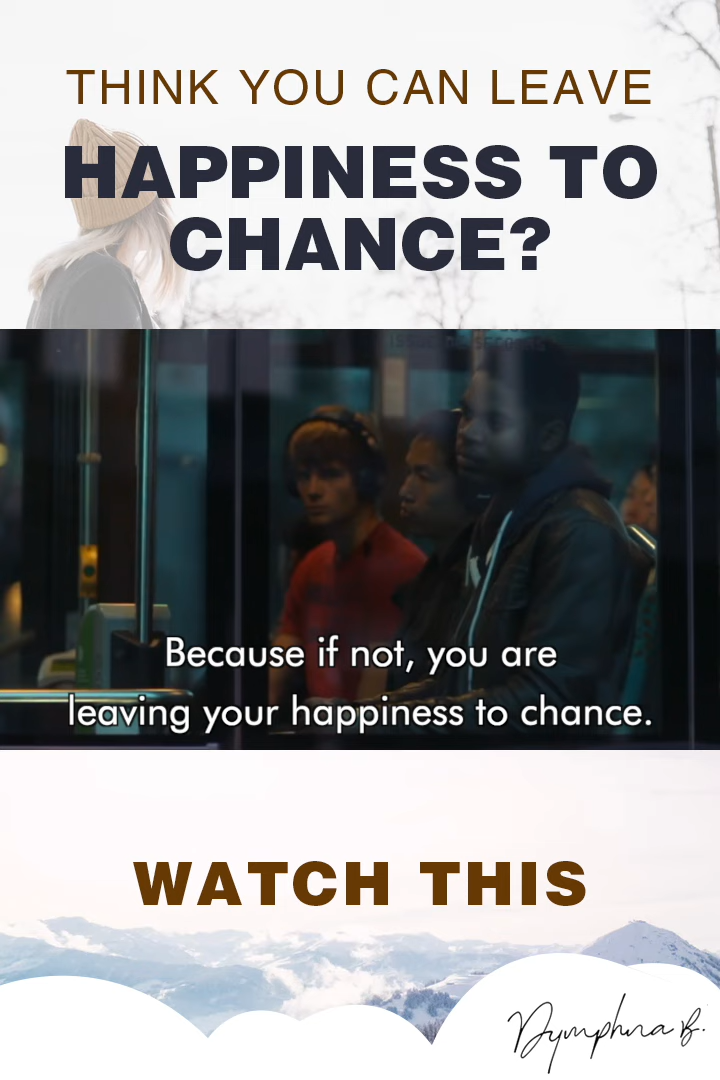 THINK YOU CAN LEAVE
HAPPINESS TO
CHANCE?
Because if not, you are
leaving your happiness to chance.
WATCH THIS
Dymphna B.